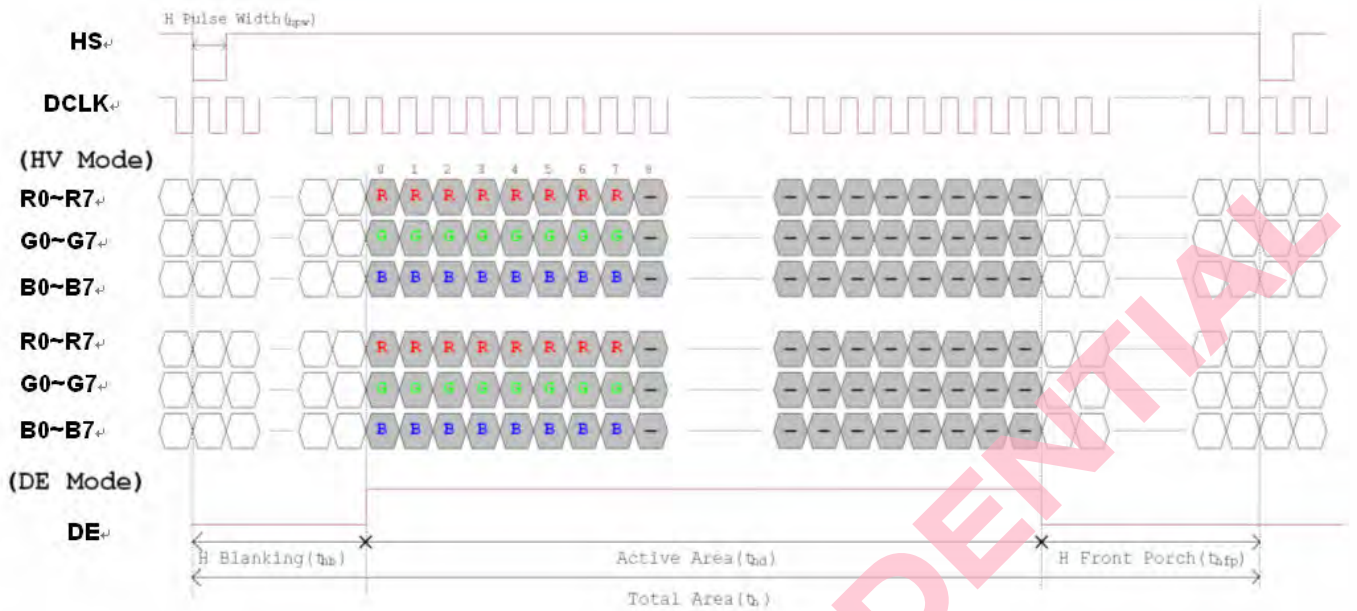 H Pulse Width(thpw)
HS
DCLK
(HV Mode)
0 1 2 3 4 5 6 7 8
R0~R7 R R R R R R R R - - - - - - - - -
G0~G7 G G G G G G G G - - - - - - - - -
B0~B7 B B B B B B B B - - - - - - - - -
R0~R7 R R R R R R R R - - - - - - - - -
G0~G7 G G G G G G G G - - - - - - - - -
B0~B7 B B B B B B B B - - - - - - - - -
(DE Mode)
DE
H Blanking(thb) Active Area(thd) H Front Porch(thfp)
Total Area(th)
DENTIAL